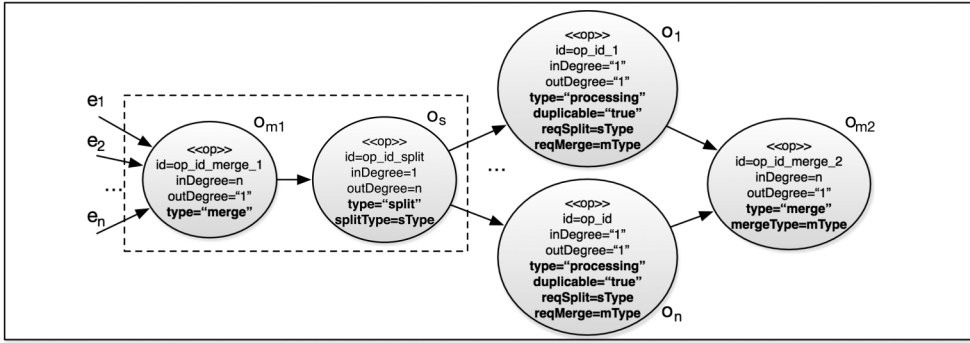 e1
e2
...
en
om1
<<op>>
id=op_id_merge_1
inDegree=n
outDegree="1"
type="merge"
os
<<op>>
id=op_id_split
inDegree=1
outDegree=n
type="split"
splitType=sType
...
o1
<<op>>
id=op_id_1
inDegree="1"
outDegree="1"
type="processing"
duplicable="true"
reqSplit=sType
reqMerge=mType
<<op>>
id=op_id
inDegree="1"
outDegree="1"
type="processing"
duplicable="true"
reqSplit=sType
reqMerge=mType
on
om2
<<op>>
id=op_id_merge_2
inDegree=n
outDegree="1"
type="merge"
mergeType=mType